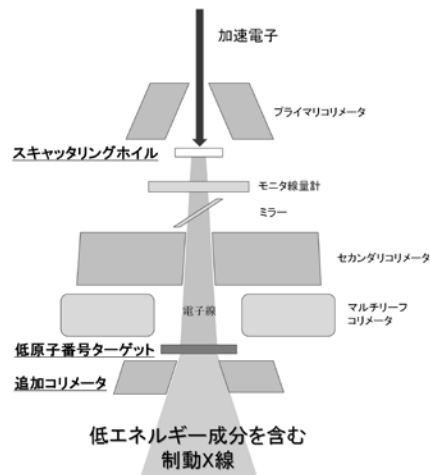 加速電子
プライマリコリメータ
スキャッタリングホイル
モニタ線量計
ミラー
セカンダリコリメータ
電子線
マルチリーフ
コリメータ
低原子番号ターゲット
追加コリメータ
低エネルギー成分を含む
制動X線